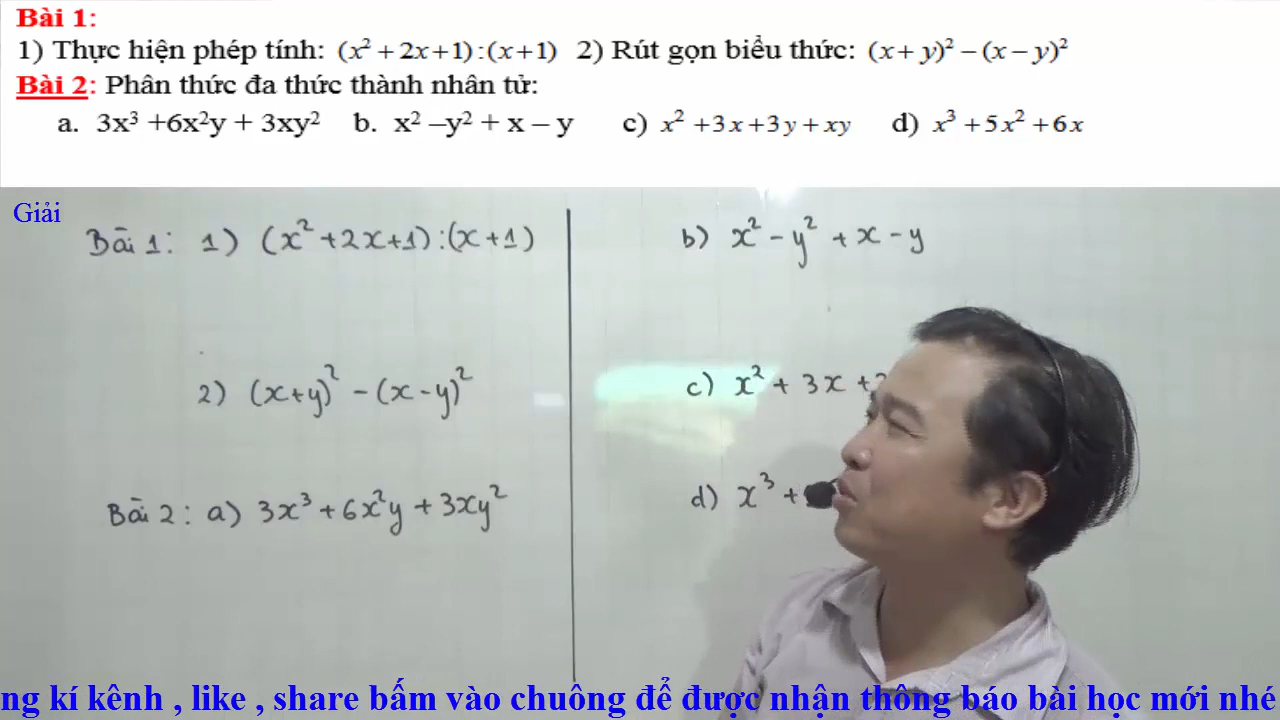 Bài 1:
1) Thực hiện phép tính: (x² + 2x + 1) : (x + 1) 2) Rút gọn biểu thức: (x + y)² − (x − y)²
Bài 2: Phân thức đa thức thành nhân tử:
a. 3x³ +6x²y + 3xy² b. x² –y² + x – y c) x² +3x+3y + xy d) x³ +5x² +6x
Giải
Bài 1: 1) (x² + 2x + 1) : (x + 1)
2) (x+y)² − (x − y)²
Bài 2: a) 3x³ + 6x²y + 3xy²
b) x² − y² + x − y
c) x² + 3x +
d) x³ +
ng kí kênh , like , share bấm vào chuông để được nhận thông báo bài học mới nhé